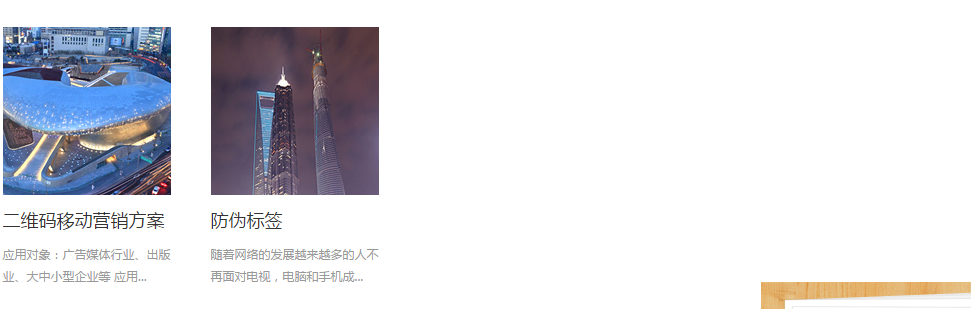 二维码移动营销方案
应用对象：广告媒体行业、出版
业、大中小型企业等 应用...
防伪标签
随着网络的发展越来越多的人不
再面对电视，电脑和手机成...